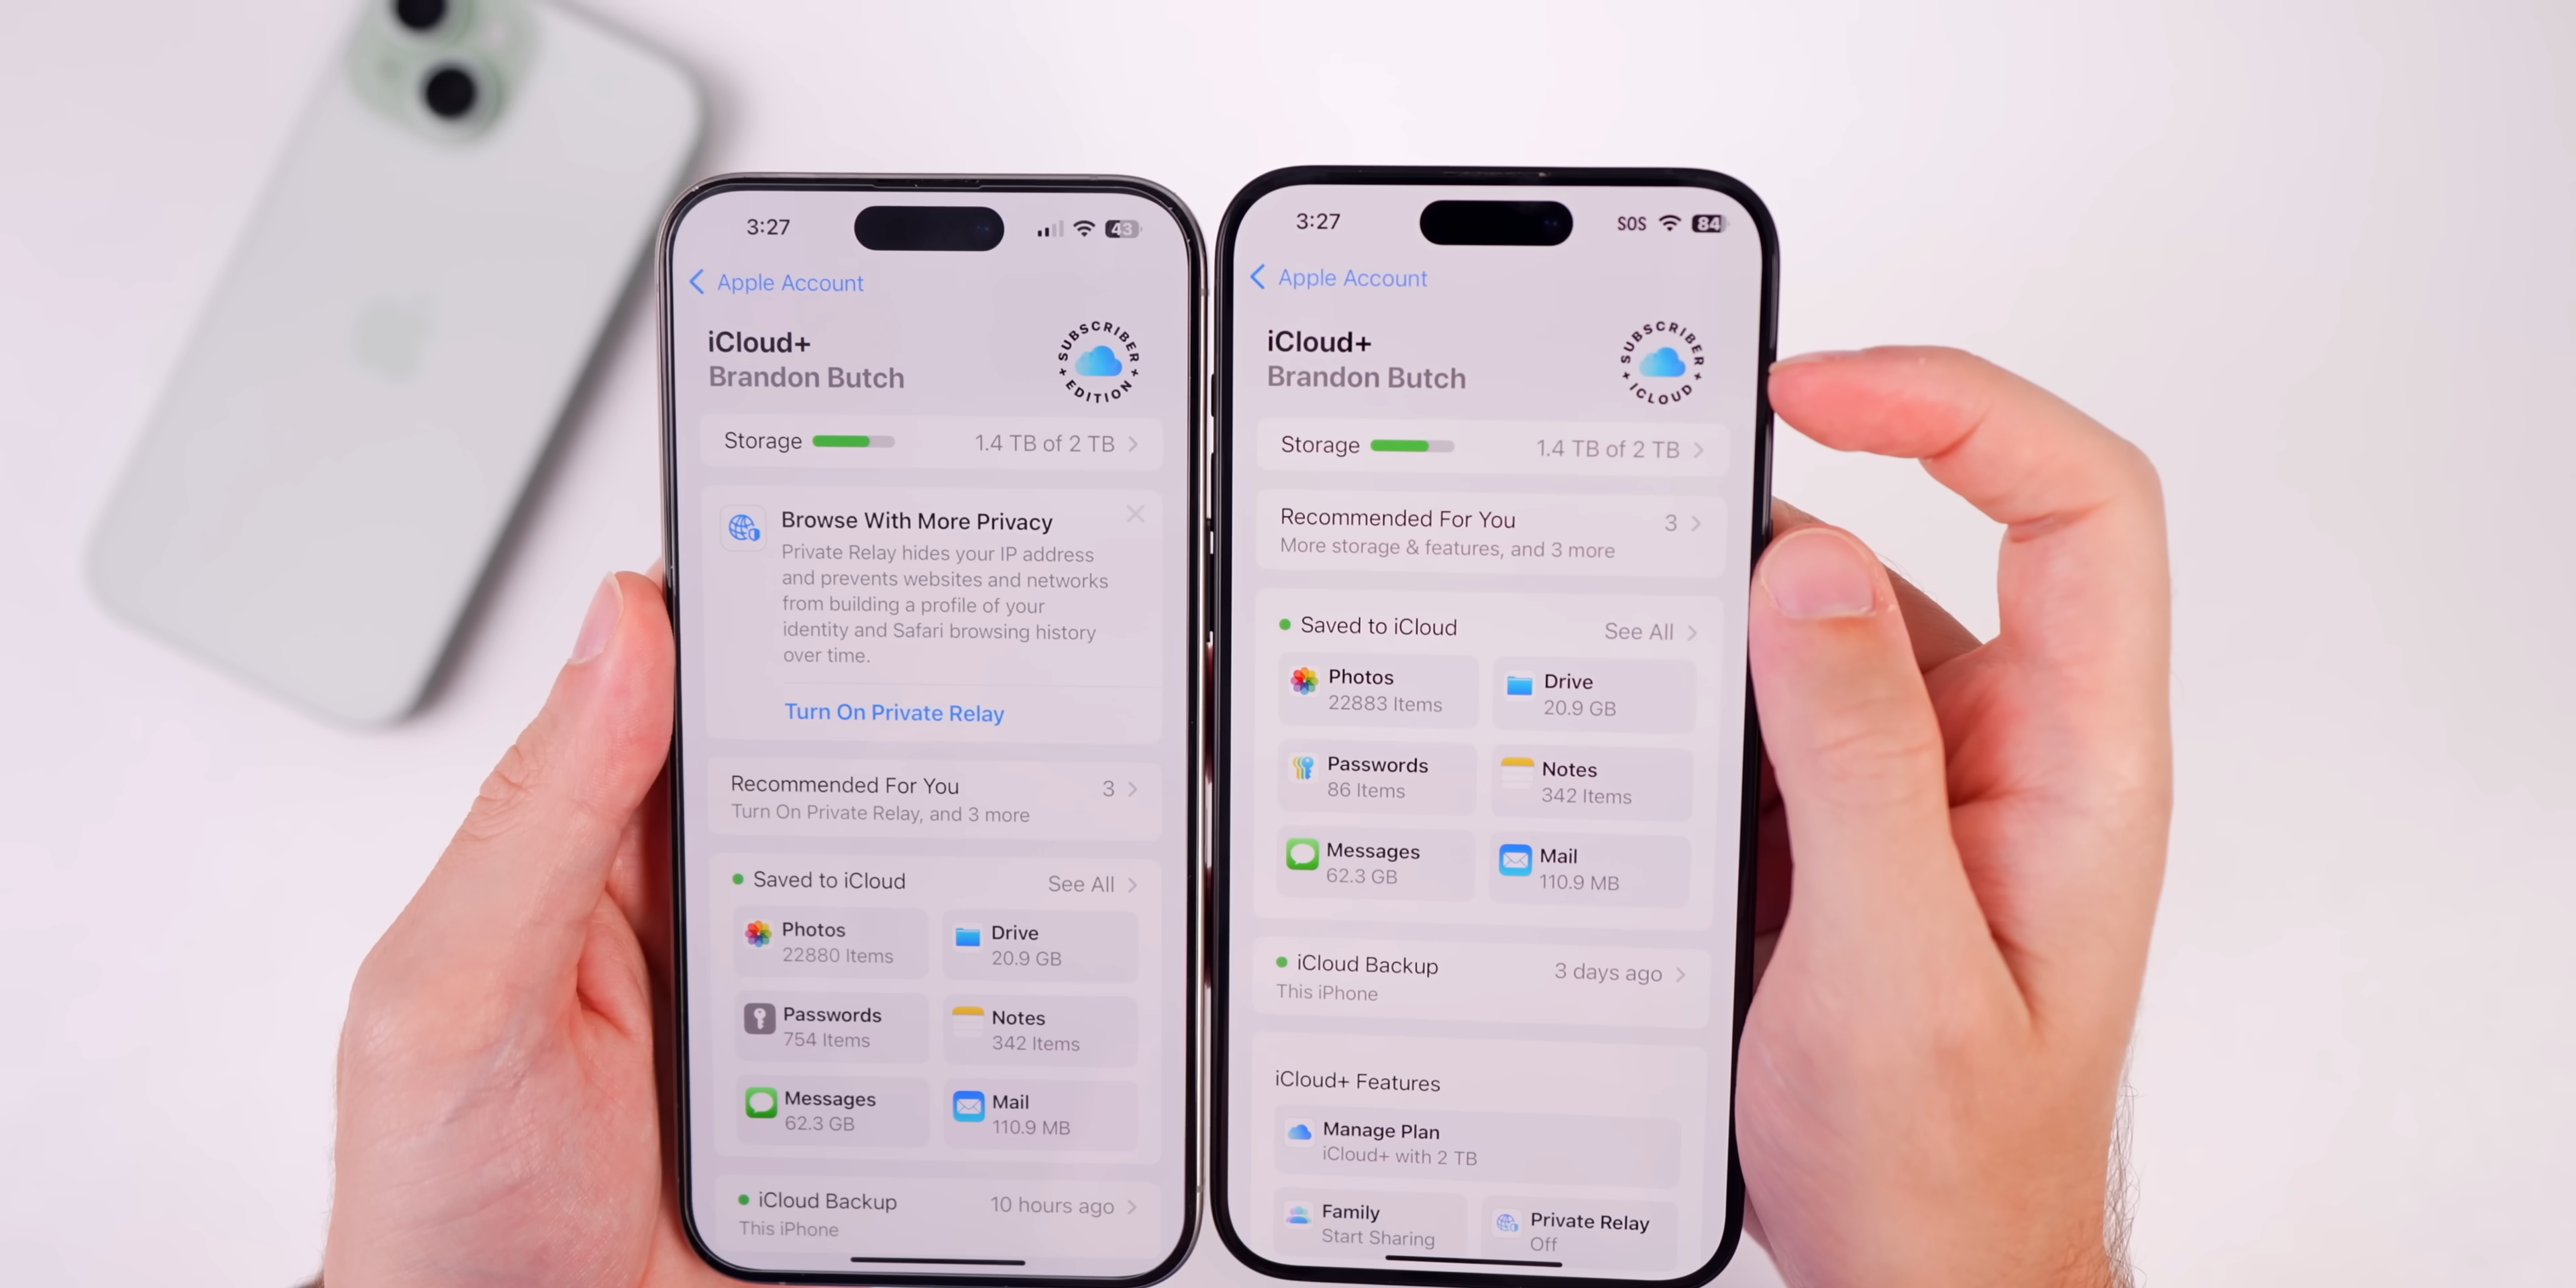 3:27
43
Apple Account
iCloud+
Brandon Butch
SUBSCRIBER + EDITION +
Storage
1.4 TB of 2 TB
Browse With More Privacy
Private Relay hides your IP address
and prevents websites and networks
from building a profile of your
identity and Safari browsing history
over time.
Turn On Private Relay
Recommended For You
3
Turn On Private Relay, and 3 more
Saved to iCloud
See All
Photos
22880 Items
Drive
20.9 GB
Passwords
754 Items
Notes
342 Items
Messages
62.3 GB
Mail
110.9 MB
iCloud Backup
10 hours ago
This iPhone
3:27
SOS
84
Apple Account
iCloud+
Brandon Butch
SUBSCRIBER + ICLOUD +
Storage
1.4 TB of 2 TB
Recommended For You
3
More storage & features, and 3 more
Saved to iCloud
See All
Photos
22883 Items
Drive
20.9 GB
Passwords
86 Items
Notes
342 Items
Messages
62.3 GB
Mail
110.9 MB
iCloud Backup
3 days ago
This iPhone
iCloud+ Features
Manage Plan
iCloud+ with 2 TB
Family
Start Sharing
Private Relay
Off